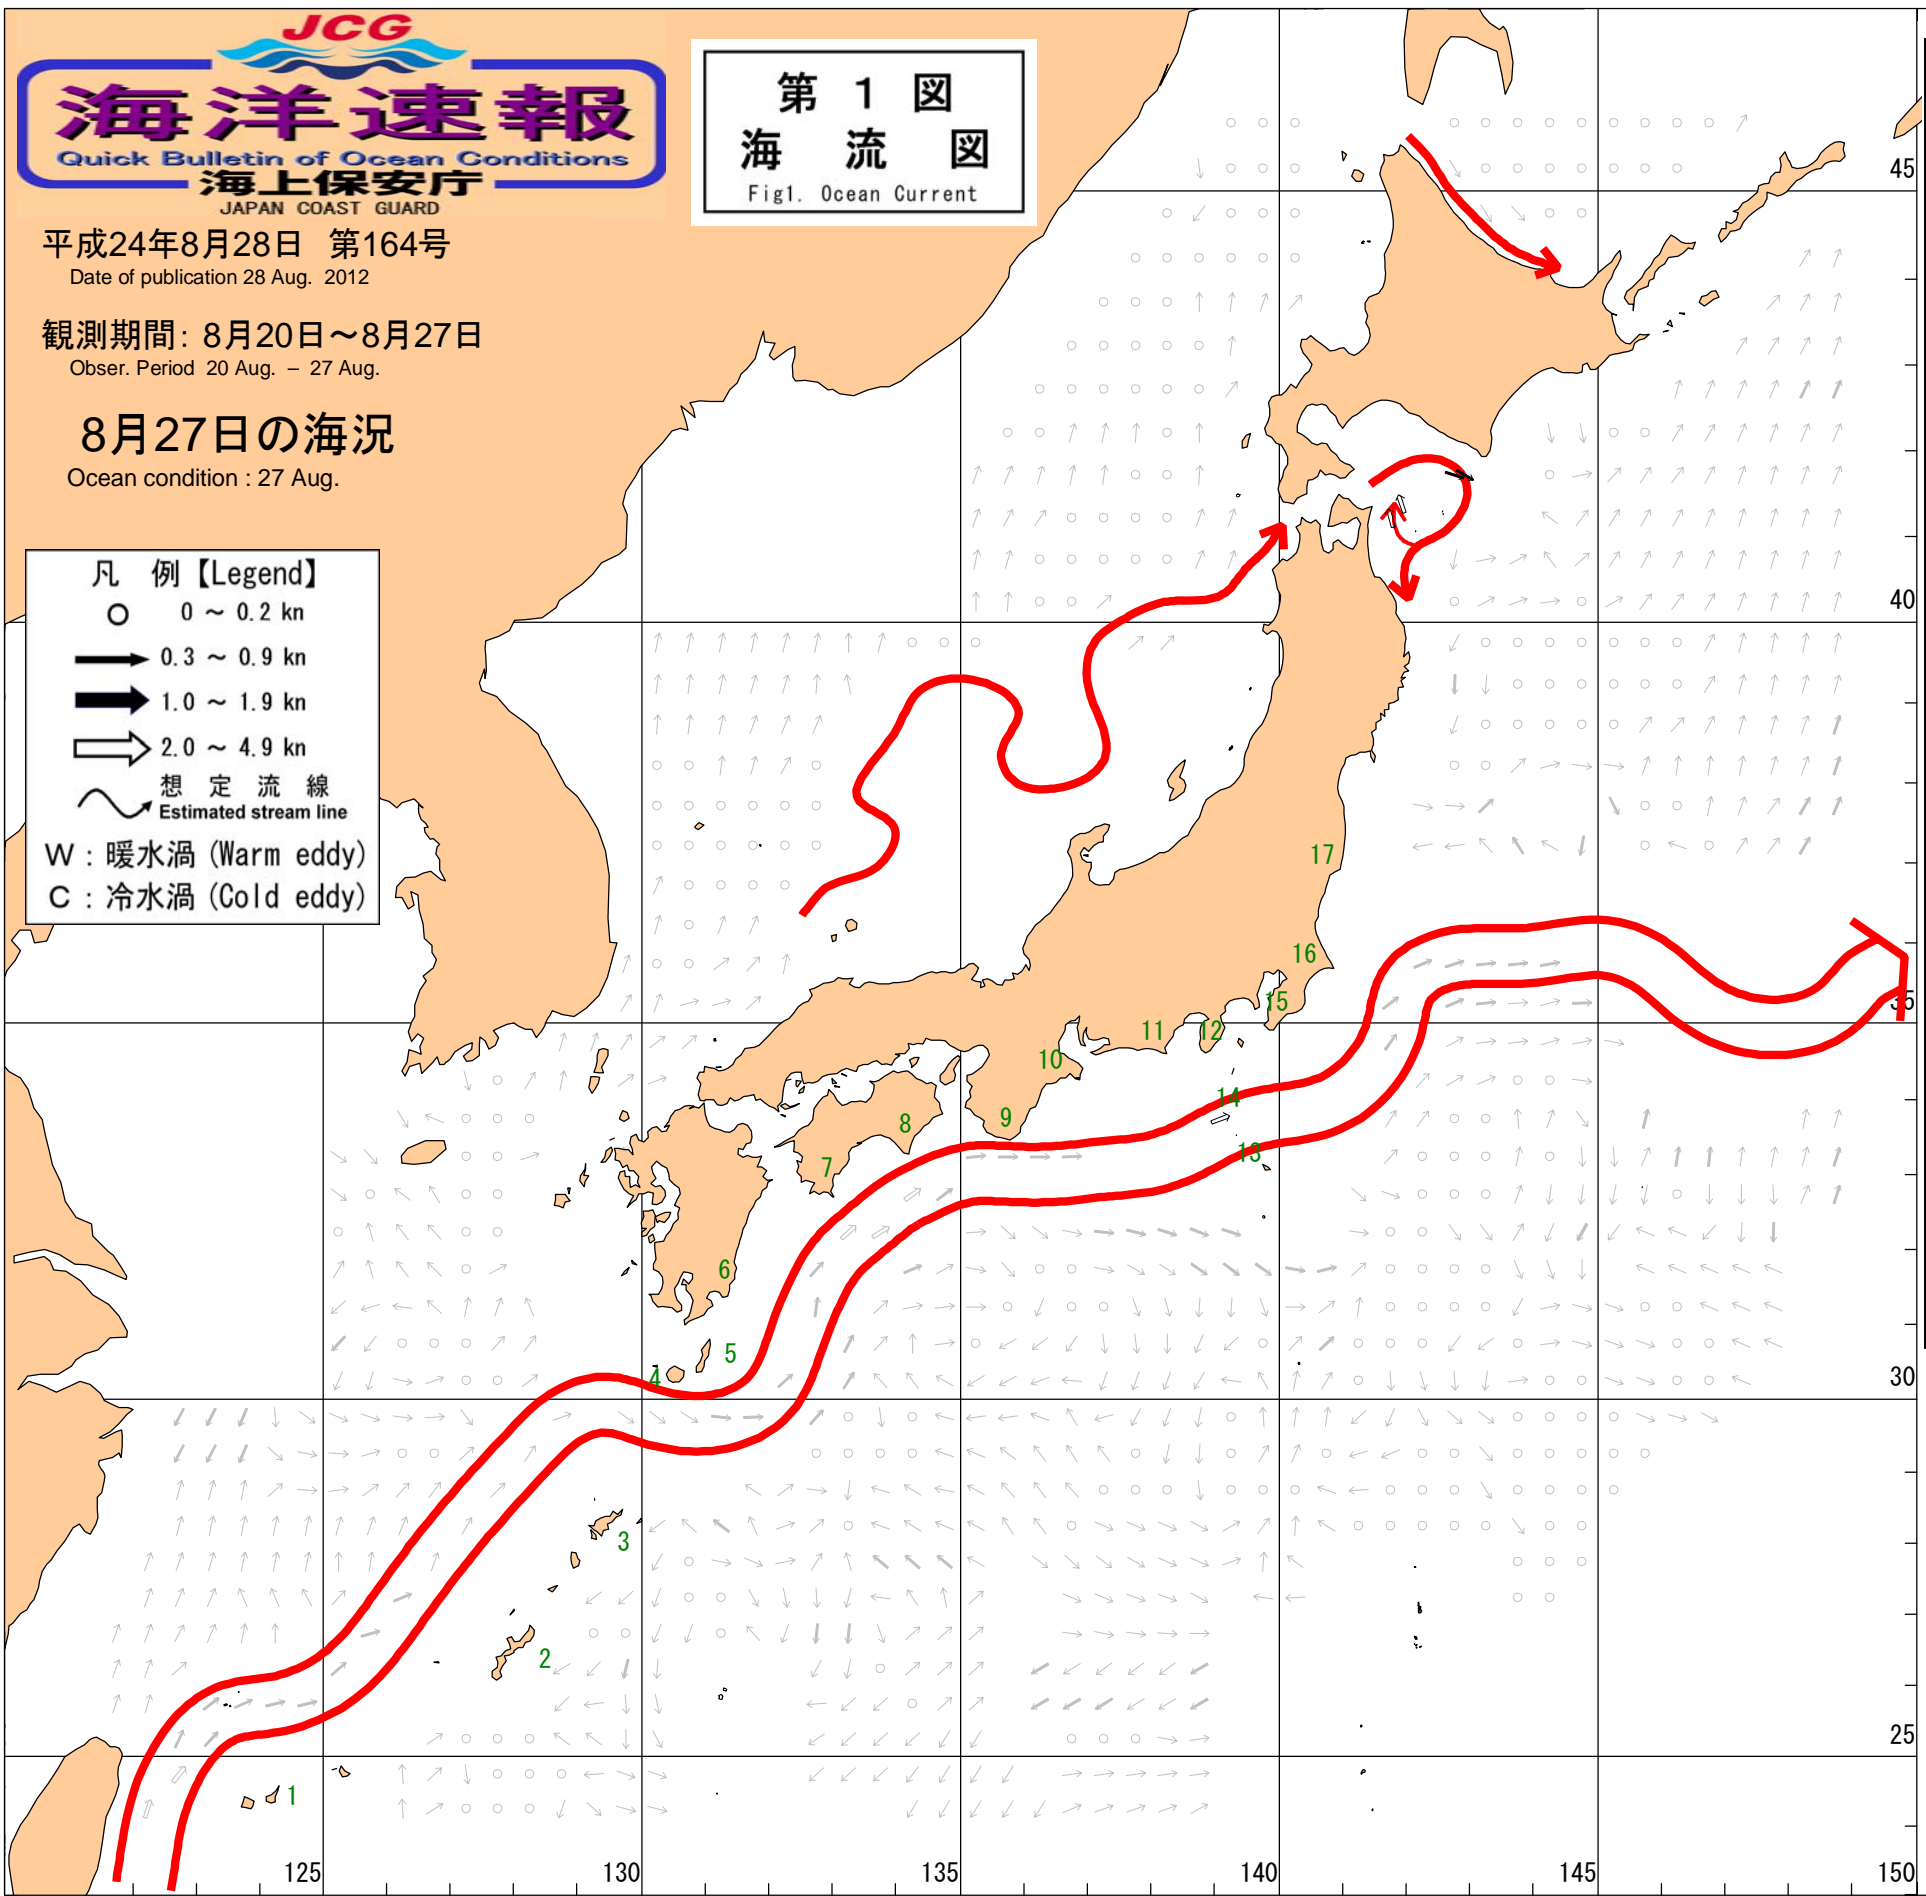 JCG
海洋速報
Quick Bulletin of Ocean Conditions
海上保安庁
JAPAN COAST GUARD
第 1 図
海 流 図
Fig1. Ocean Current
平成24年8月28日 第164号
Date of publication 28 Aug. 2012
観測期間: 8月20日~8月27日
Obser. Period 20 Aug. – 27 Aug.
8月27日の海況
Ocean condition : 27 Aug.
凡 例【Legend】
0 ~ 0.2 kn
0.3 ~ 0.9 kn
1.0 ~ 1.9 kn
2.0 ~ 4.9 kn
想 定 流 線
Estimated stream line
W : 暖水渦 (Warm eddy)
C : 冷水渦 (Cold eddy)
45
40
35
30
25
17
16
15
12
11
10
14
13
9
8
7
6
5
4
3
2
1
125
130
135
140
145
150